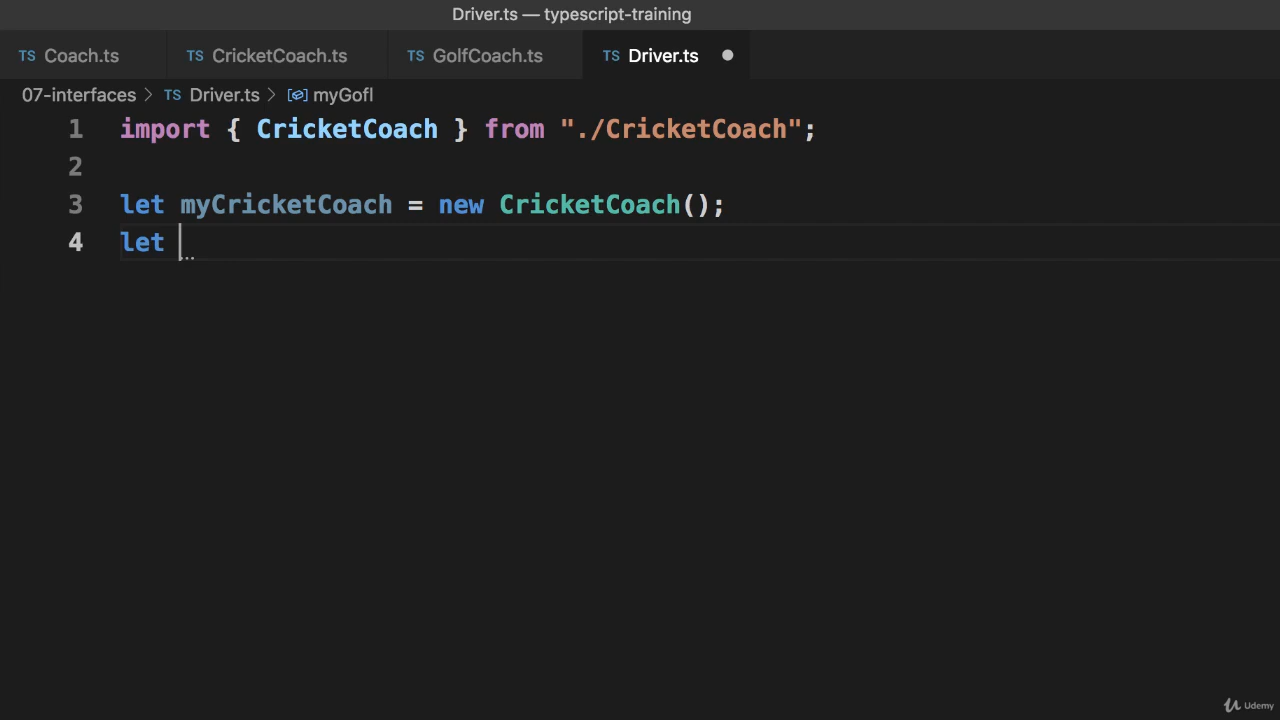 Driver.ts — typescript-training
TS Coach.ts TS CricketCoach.ts TS GolfCoach.ts TS Driver.ts
07-interfaces > TS Driver.ts > myGofl
1 import { CricketCoach } from "./CricketCoach";
2
3 let myCricketCoach = new CricketCoach();
4 let
Udemy